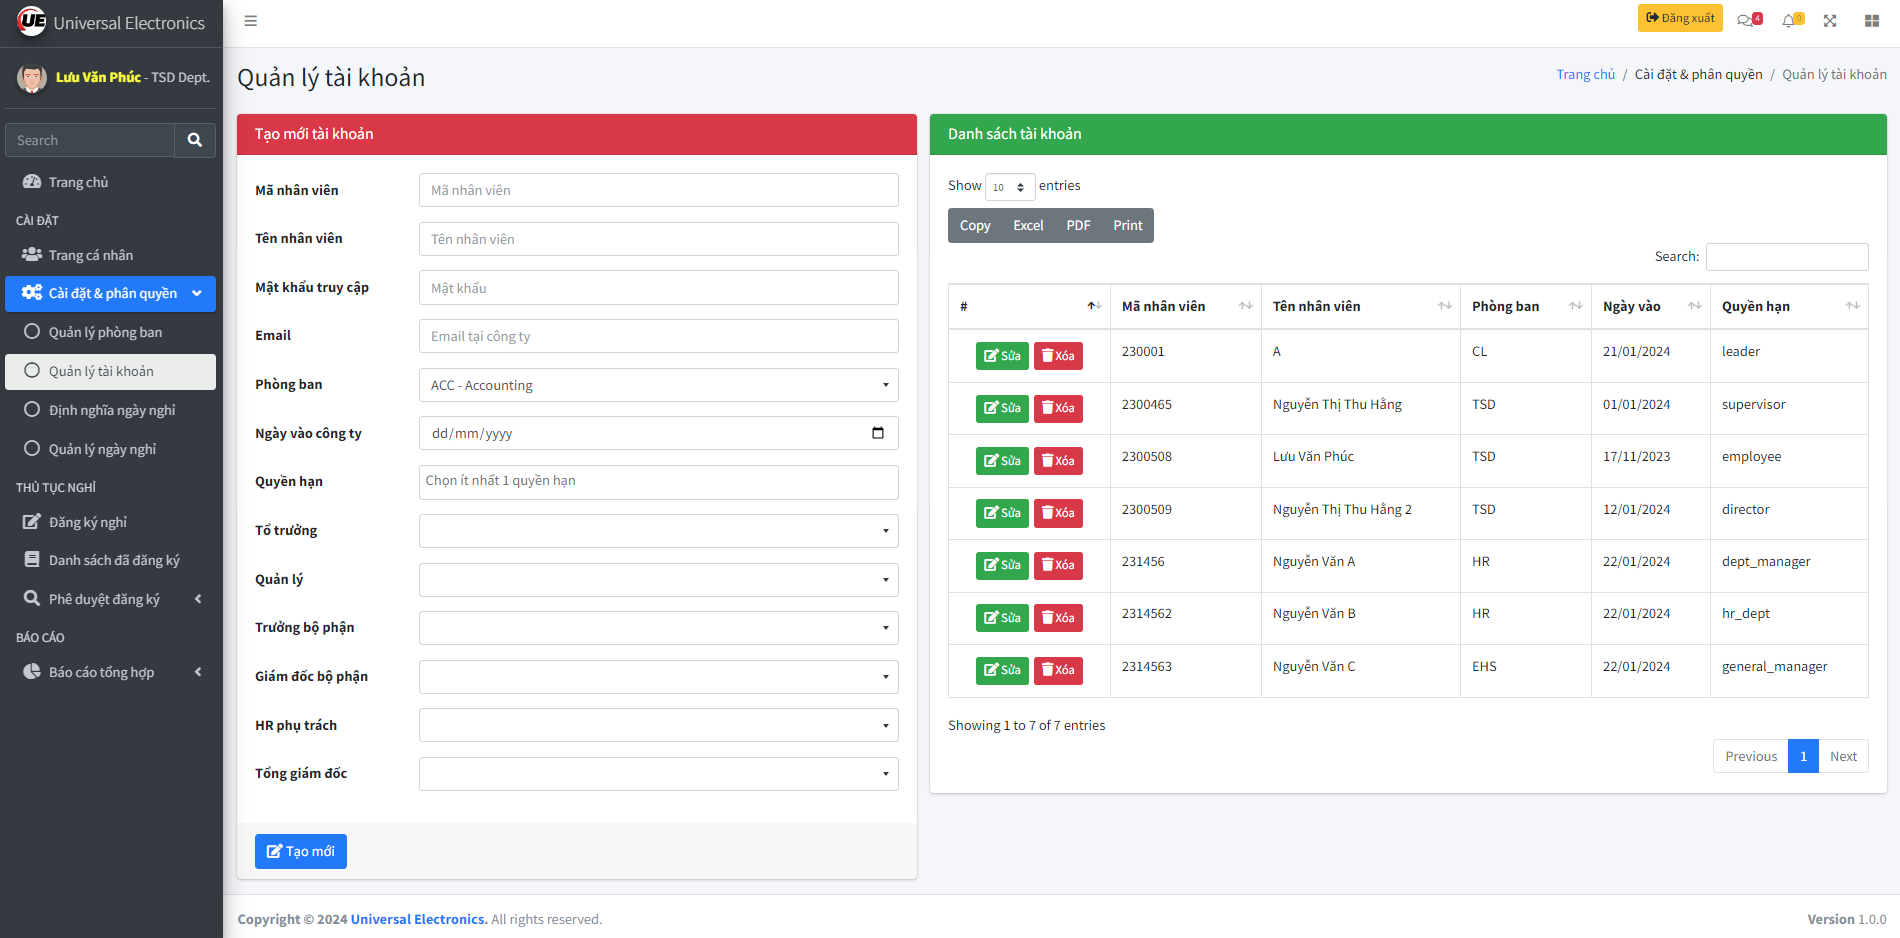 UE Universal Electronics
Đăng xuất 4 0
Lưu Văn Phúc - TSD Dept.
Search
Trang chủ
CÀI ĐẶT
Trang cá nhân
Cài đặt & phân quyền
Quản lý phòng ban
Quản lý tài khoản
Định nghĩa ngày nghỉ
Quản lý ngày nghỉ
THỦ TỤC NGHỈ
Đăng ký nghỉ
Danh sách đã đăng ký
Phê duyệt đăng ký
BÁO CÁO
Báo cáo tổng hợp
Quản lý tài khoản
Trang chủ / Cài đặt & phân quyền / Quản lý tài khoản
Tạo mới tài khoản
Mã nhân viên Mã nhân viên
Tên nhân viên Tên nhân viên
Mật khẩu truy cập Mật khẩu
Email Email tại công ty
Phòng ban ACC - Accounting
Ngày vào công ty dd/mm/yyyy
Quyền hạn Chọn ít nhất 1 quyền hạn
Tổ trưởng
Quản lý
Trưởng bộ phận
Giám đốc bộ phận
HR phụ trách
Tổng giám đốc
Tạo mới
Danh sách tài khoản
Show 10 entries
Copy Excel PDF Print
Search:
# Mã nhân viên Tên nhân viên Phòng ban Ngày vào Quyền hạn
Sửa Xóa 230001 A CL 21/01/2024 leader
Sửa Xóa 2300465 Nguyễn Thị Thu Hằng TSD 01/01/2024 supervisor
Sửa Xóa 2300508 Lưu Văn Phúc TSD 17/11/2023 employee
Sửa Xóa 2300509 Nguyễn Thị Thu Hằng 2 TSD 12/01/2024 director
Sửa Xóa 231456 Nguyễn Văn A HR 22/01/2024 dept_manager
Sửa Xóa 2314562 Nguyễn Văn B HR 22/01/2024 hr_dept
Sửa Xóa 2314563 Nguyễn Văn C EHS 22/01/2024 general_manager
Showing 1 to 7 of 7 entries
Previous 1 Next
Copyright © 2024 Universal Electronics. All rights reserved.
Version 1.0.0